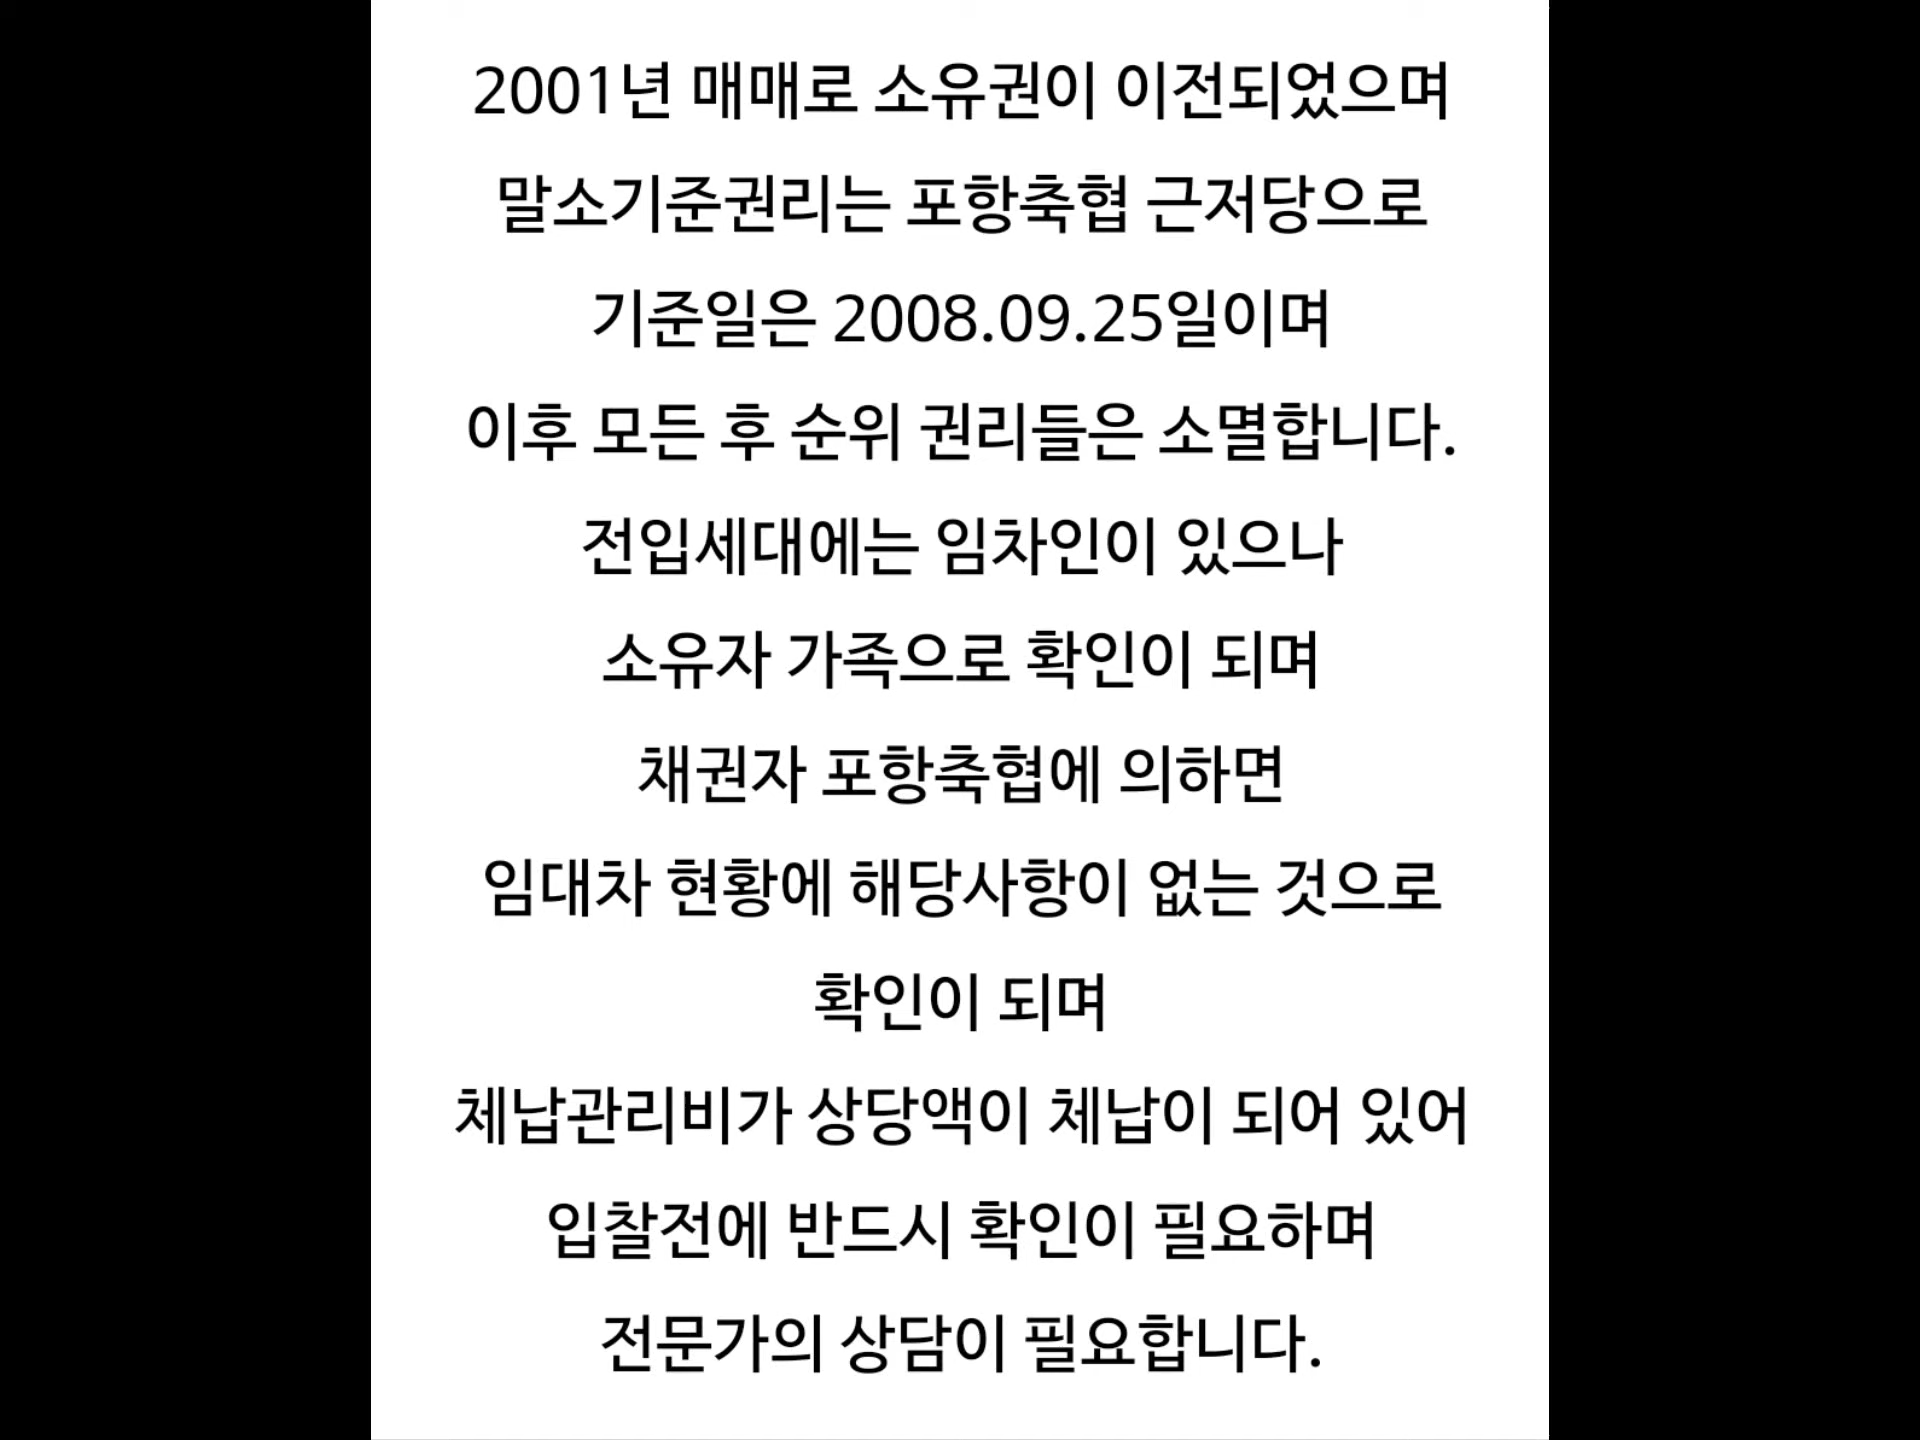 2001년 매매로 소유권이 이전되었으며
말소기준권리는 포항축협 근저당으로
기준일은 2008.09.25일이며
이후 모든 후 순위 권리들은 소멸합니다.
전입세대에는 임차인이 있으나
소유자 가족으로 확인이 되며
채권자 포항축협에 의하면
임대차 현황에 해당사항이 없는 것으로
확인이 되며
체납관리비가 상당액이 체납이 되어 있어
입찰전에 반드시 확인이 필요하며
전문가의 상담이 필요합니다.